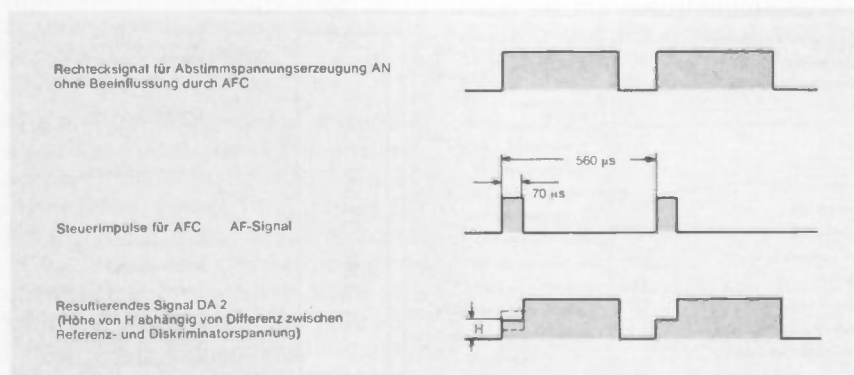 Rechtecksignal für Abstimmspannungserzeugung AN
ohne Beeinflussung durch AFC
560 µs
70 µs
Steuerimpulse für AFC AF-Signal
Resultierendes Signal DA 2
(Höhe von H abhängig von Differenz zwischen
Referenz- und Diskriminatorspannung)
H